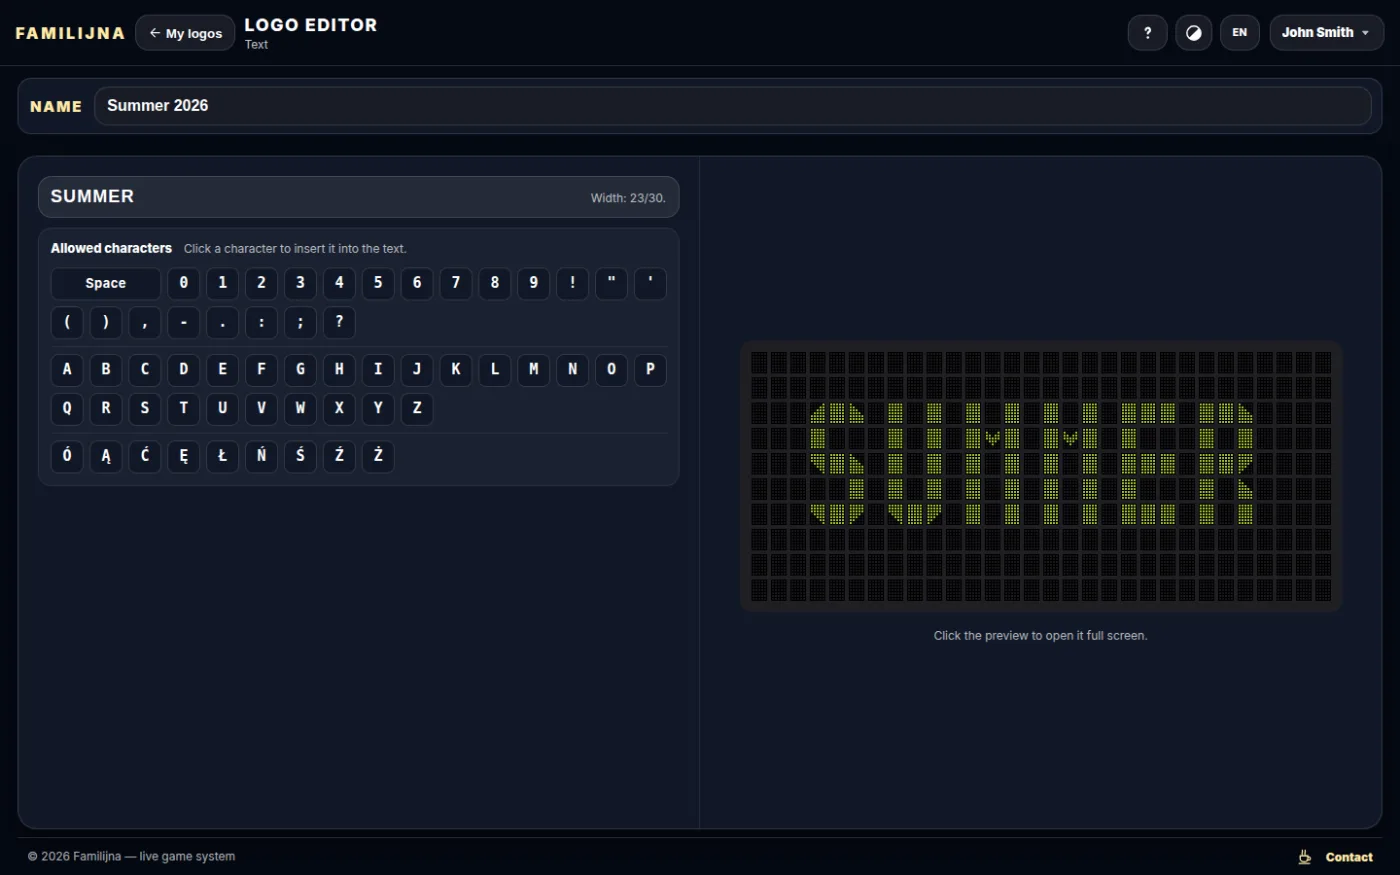 FAMILIJNA
← My logos
LOGO EDITOR
Text
?
EN
John Smith
NAME
Summer 2026
SUMMER
Width: 23/30.
Allowed characters Click a character to insert it into the text.
Space 0 1 2 3 4 5 6 7 8 9 ! " '
( ) , - . : ; ?
A B C D E F G H I J K L M N O P
Q R S T U V W X Y Z
Ó Ą Ć Ę Ł Ń Ś Ź Ż
SUMMER
Click the preview to open it full screen.
© 2026 Familijna — live game system
Contact